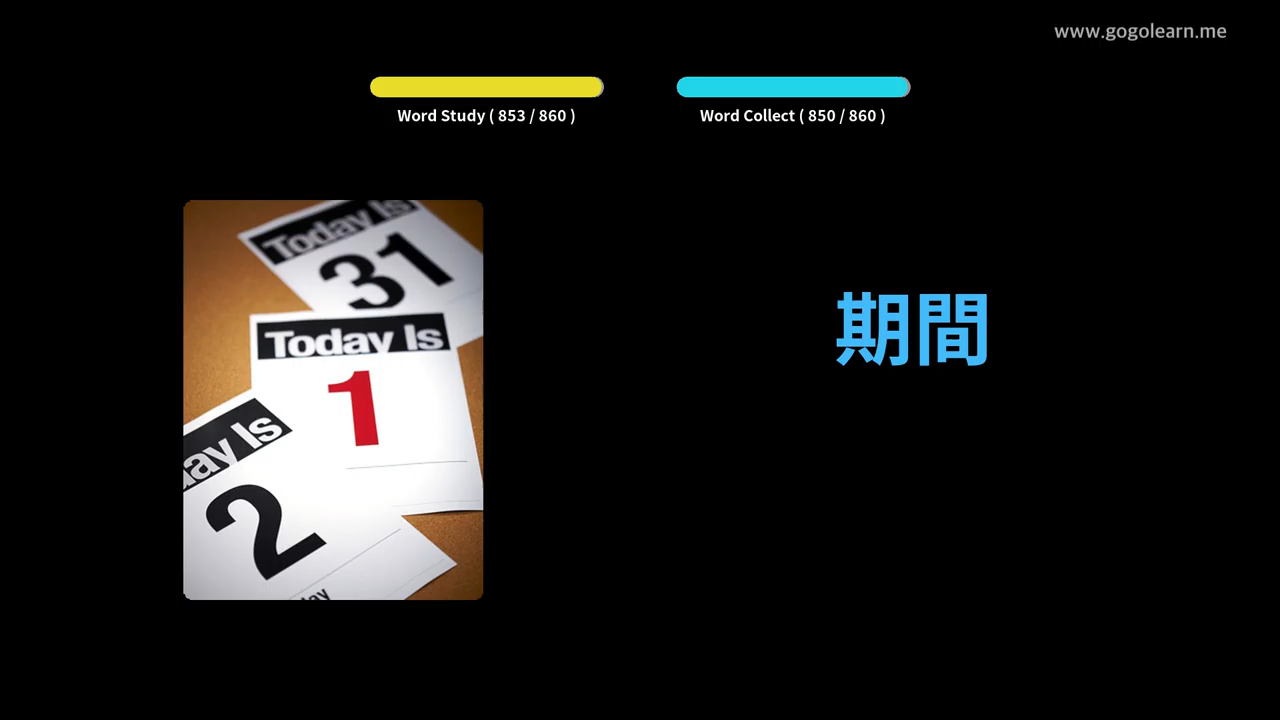 www.gogolearn.me
Word Study ( 853 / 860 )
Word Collect ( 850 / 860 )
Today Is
31
Today Is
1
期間
ay Is
2